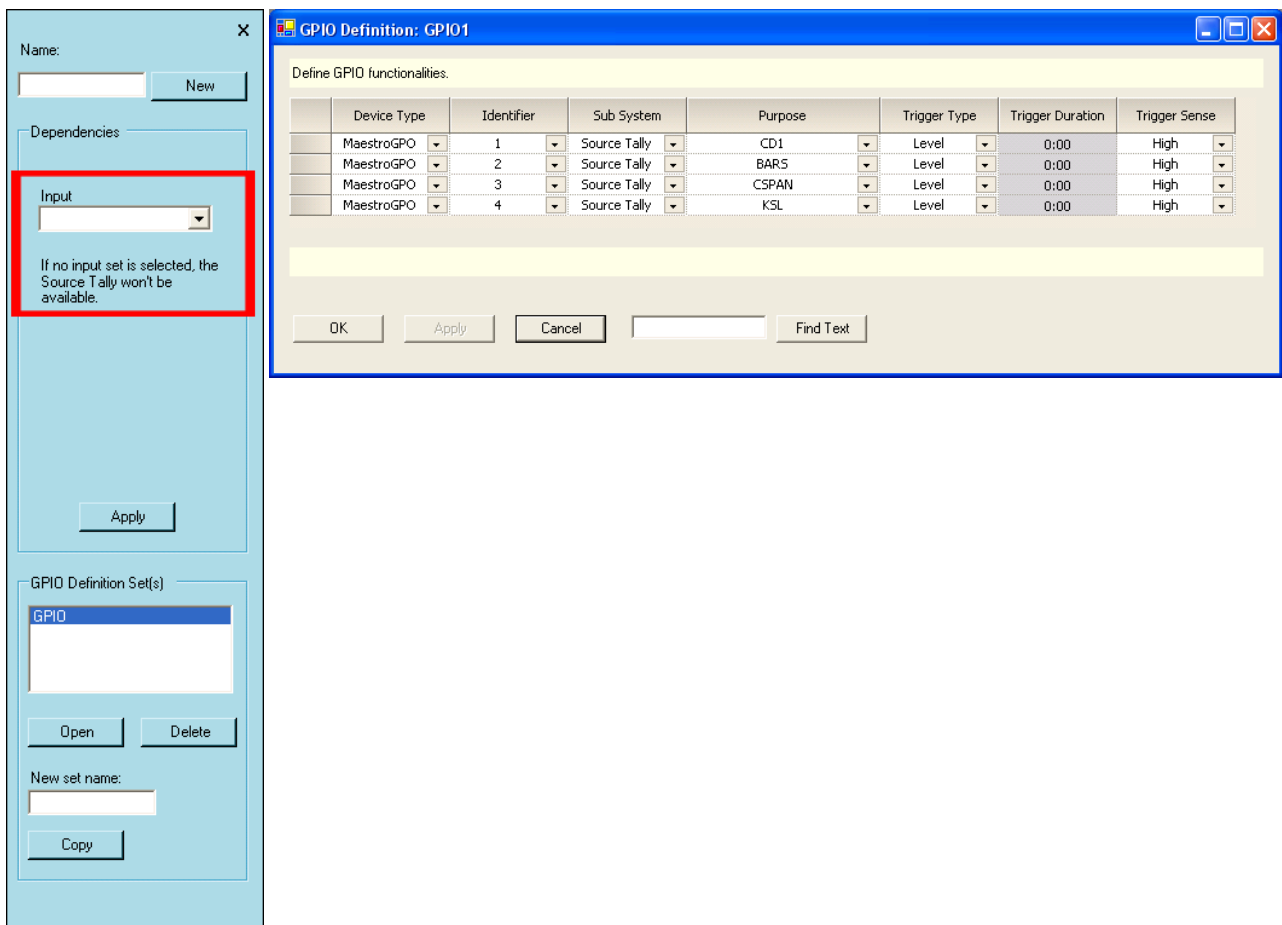 Name:
New
Dependencies
Input
If no input set is selected, the
Source Tally won't be
available.
Apply
GPIO Definition Set(s)
GPIO
Open Delete
New set name:
Copy
GPIO Definition: GPIO1
Define GPIO functionalities.
Device Type Identifier Sub System Purpose Trigger Type Trigger Duration Trigger Sense
MaestroGPO 1 Source Tally CD1 Level 0:00 High
MaestroGPO 2 Source Tally BARS Level 0:00 High
MaestroGPO 3 Source Tally CSPAN Level 0:00 High
MaestroGPO 4 Source Tally KSL Level 0:00 High
OK Apply Cancel Find Text